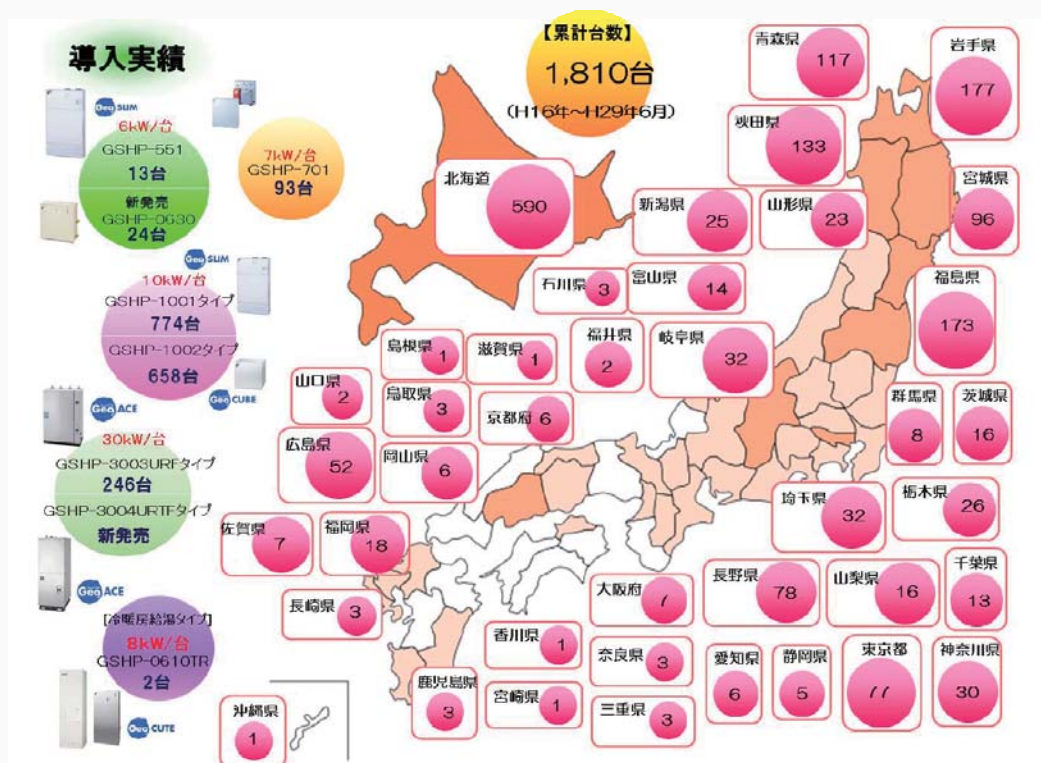 導入実績
Geo SLIM
6kW/台
GSHP-551
13台
新発売
GSHP-0630
24台
7kW/台
GSHP-701
93台
Geo SLIM
10kW/台
GSHP-1001タイプ
774台
GSHP-1002タイプ
658台
Geo CUBE
Geo ACE
30kW/台
GSHP-3003URFタイプ
246台
GSHP-3004URTFタイプ
新発売
Geo ACE
[冷暖房給湯タイプ]
8kW/台
GSHP-0610TR
2台
Geo CUTE
【累計台数】
1,810台
(H16年~H29年6月)
青森県
117
岩手県
177
秋田県
133
北海道
590
新潟県
25
山形県
23
宮城県
96
石川県
3
富山県
14
福島県
173
島根県
1
滋賀県
1
福井県
2
岐阜県
32
山口県
2
鳥取県
3
京都府
6
群馬県
8
茨城県
16
広島県
52
岡山県
6
埼玉県
32
栃木県
26
佐賀県
7
福岡県
18
長崎県
3
大阪府
7
長野県
78
山梨県
16
千葉県
13
香川県
1
奈良県
3
愛知県
6
静岡県
5
東京都
77
神奈川県
30
鹿児島県
3
宮崎県
1
三重県
3
沖縄県
1